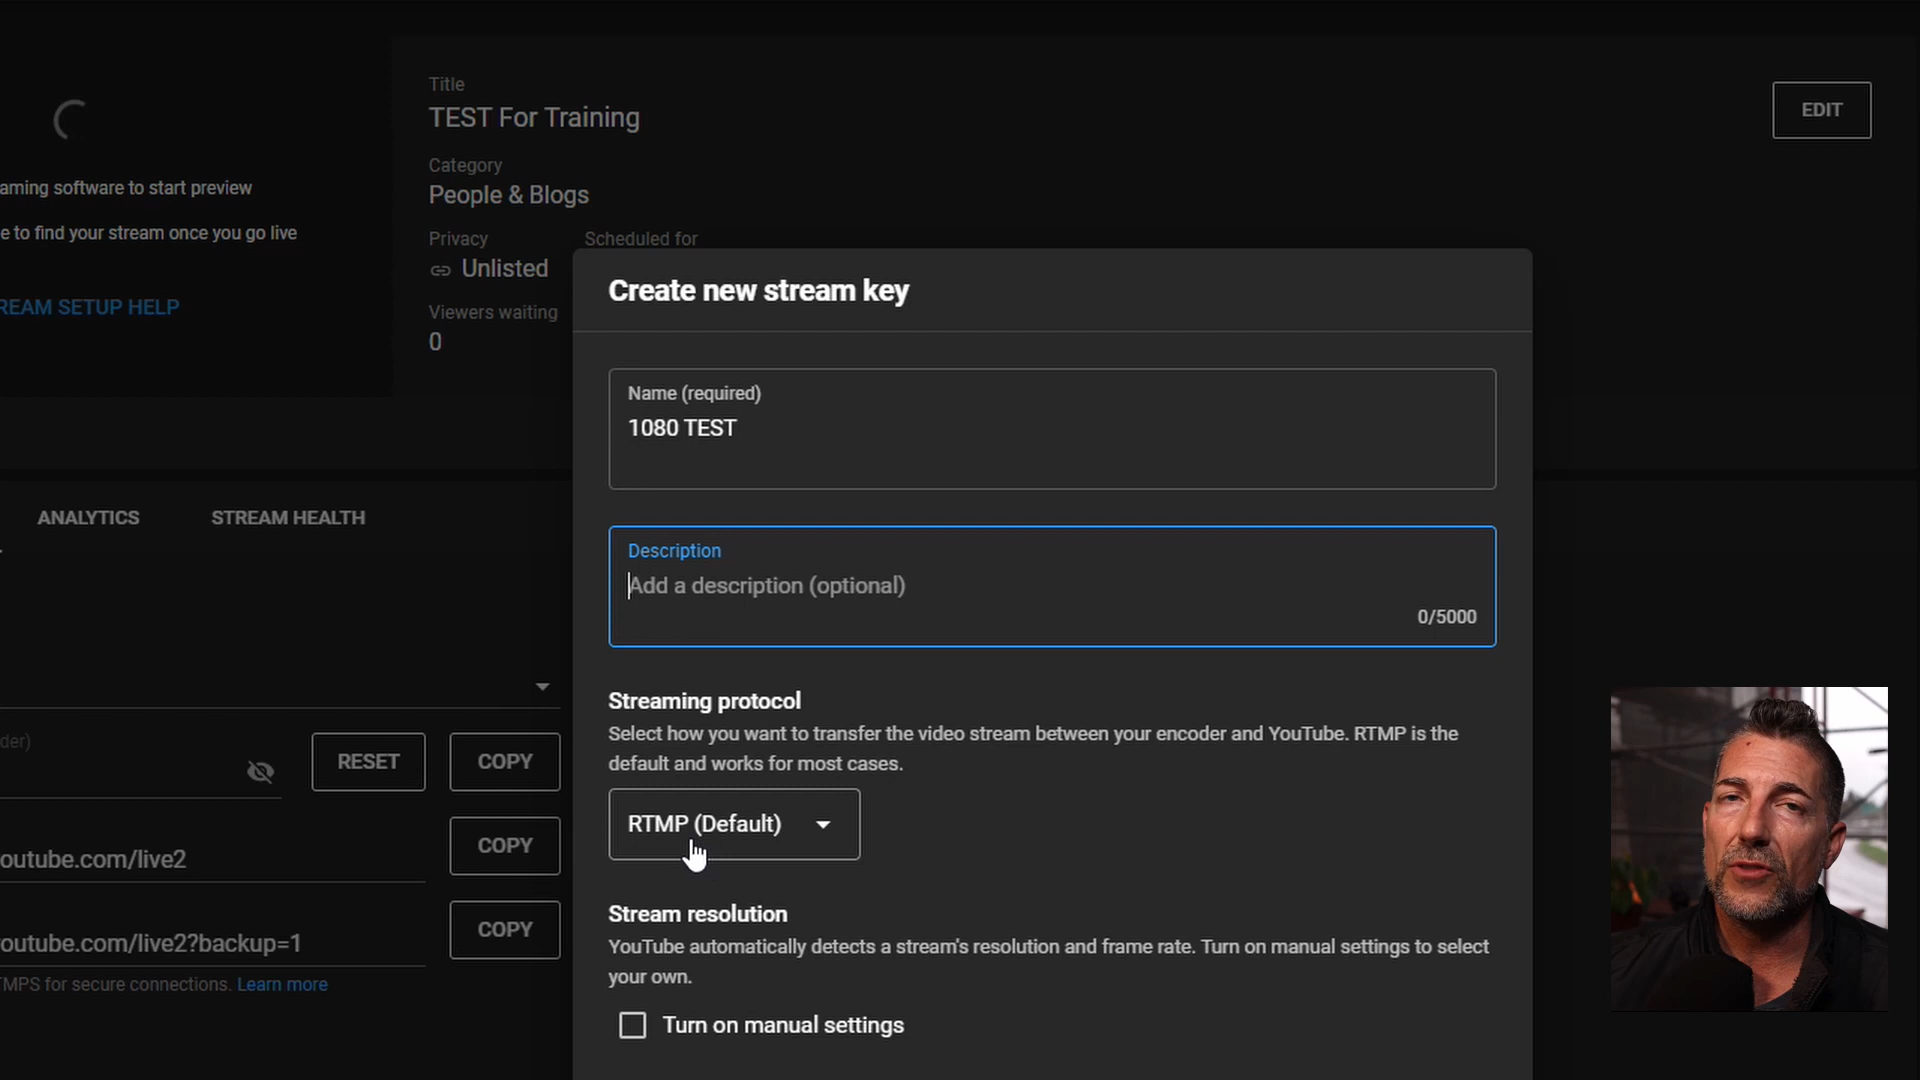 Title
TEST For Training
EDIT
Category
People & Blogs
aming software to start preview
e to find your stream once you go live
Privacy
Scheduled for
Unlisted
REAM SETUP HELP
Viewers waiting
0
Create new stream key
Name (required)
1080 TEST
ANALYTICS
STREAM HEALTH
Description
Add a description (optional)
0/5000
Streaming protocol
Select how you want to transfer the video stream between your encoder and YouTube. RTMP is the
default and works for most cases.
der)
RESET
COPY
RTMP (Default)
outube.com/live2
COPY
outube.com/live2?backup=1
COPY
TMPS for secure connections. Learn more
Stream resolution
YouTube automatically detects a stream's resolution and frame rate. Turn on manual settings to select
your own.
Turn on manual settings